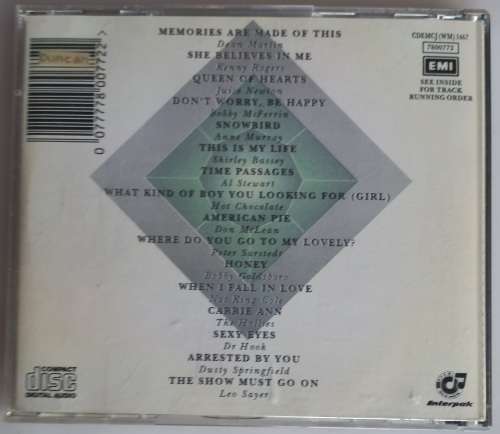 MEMORIES ARE MADE OF THIS
Dean Martin
SHE BELIEVES IN ME
Kenny Rogers
QUEEN OF HEARTS
Juice Newton
DON'T WORRY, BE HAPPY
Bobby McFerrin
SNOWBIRD
Anne Murray
THIS IS MY LIFE
Shirley Bassey
TIME PASSAGES
Al Stewart
WHAT KIND OF BOY YOU LOOKING FOR (GIRL)
Hot Chocolate
AMERICAN PIE
Don McLean
WHERE DO YOU GO TO MY LOVELY?
Peter Sarstedt
HONEY
Bobby Goldsboro
WHEN I FALL IN LOVE
Nat King Cole
CARRIE ANN
The Hollies
SEXY EYES
Dr Hook
ARRESTED BY YOU
Dusty Springfield
THE SHOW MUST GO ON
Leo Sayer
CDEMCJ (WM) 5667
7800772
EMI
SEE INSIDE
FOR TRACK
RUNNING ORDER
Duncan
0 077778 007722 >
COMPACT
disc
DIGITAL AUDIO
Interpak